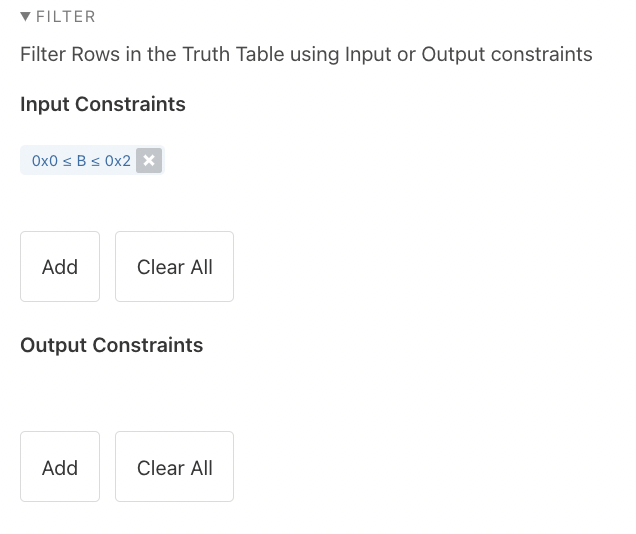 ▼ FILTER
Filter Rows in the Truth Table using Input or Output constraints
Input Constraints
0x0 ≤ B ≤ 0x2 ×
Add Clear All
Output Constraints
Add Clear All